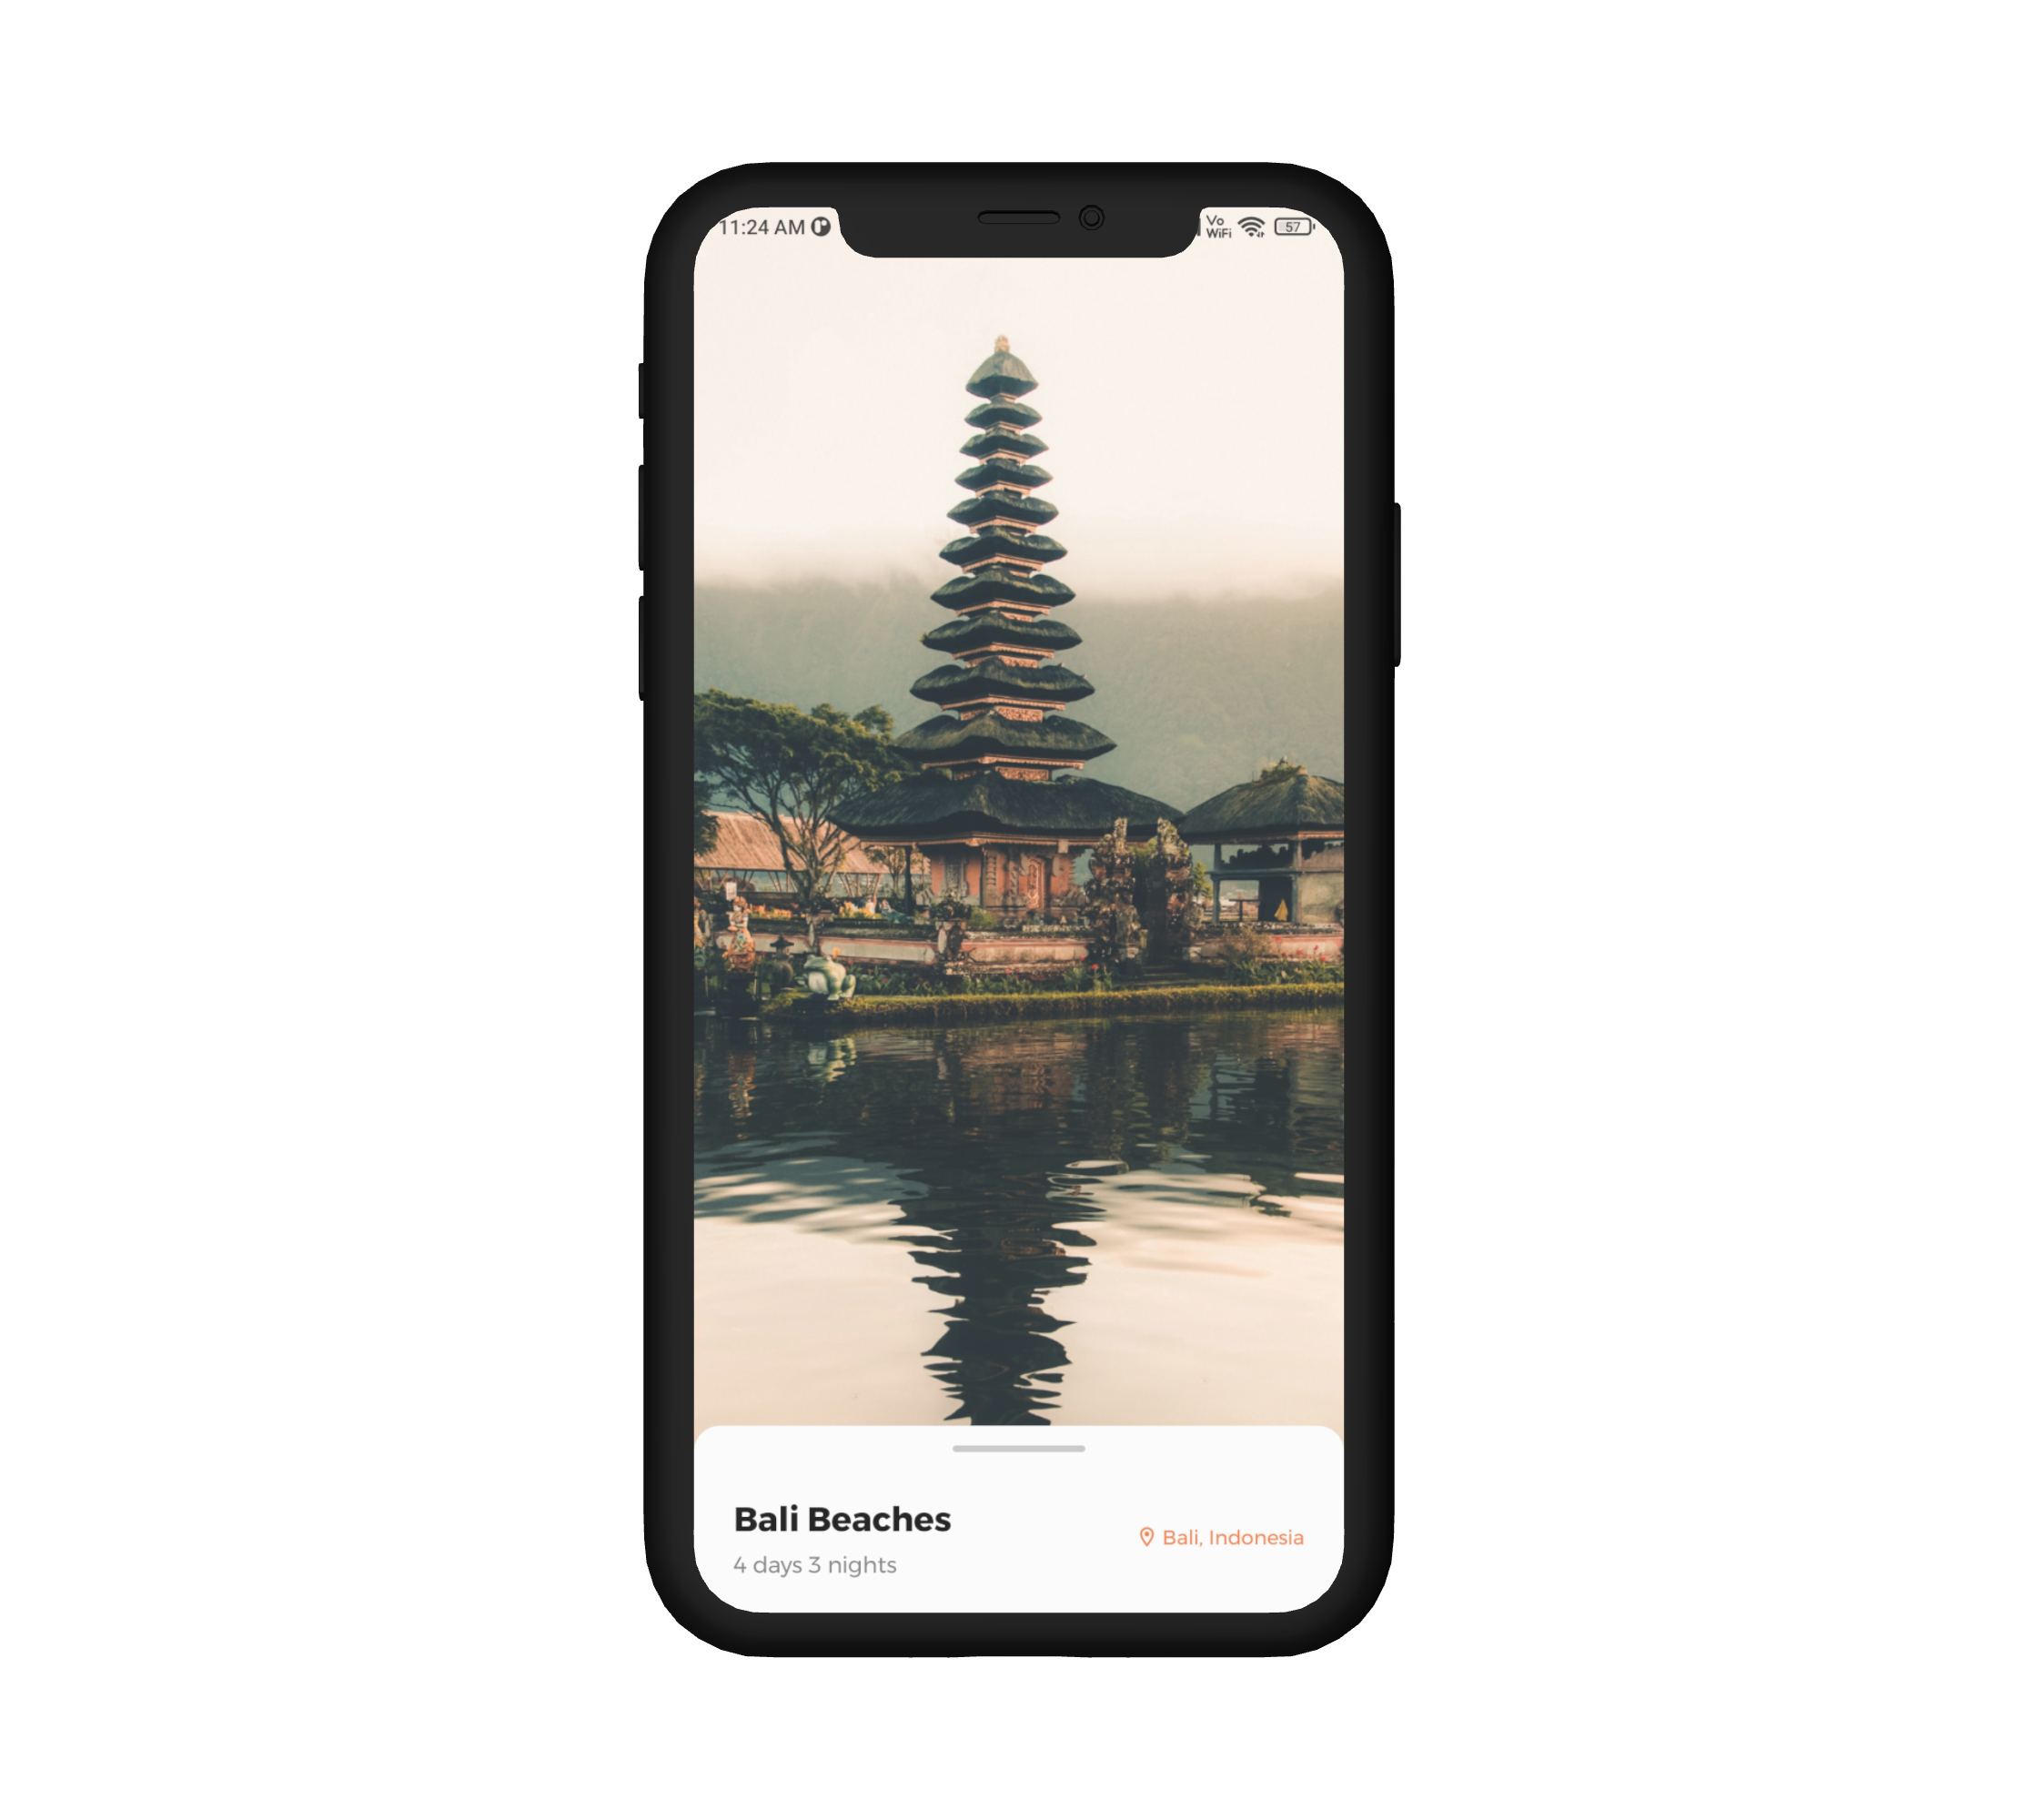 11:24 AM
Vo
WiFi
57
Bali Beaches
4 days 3 nights
Bali, Indonesia